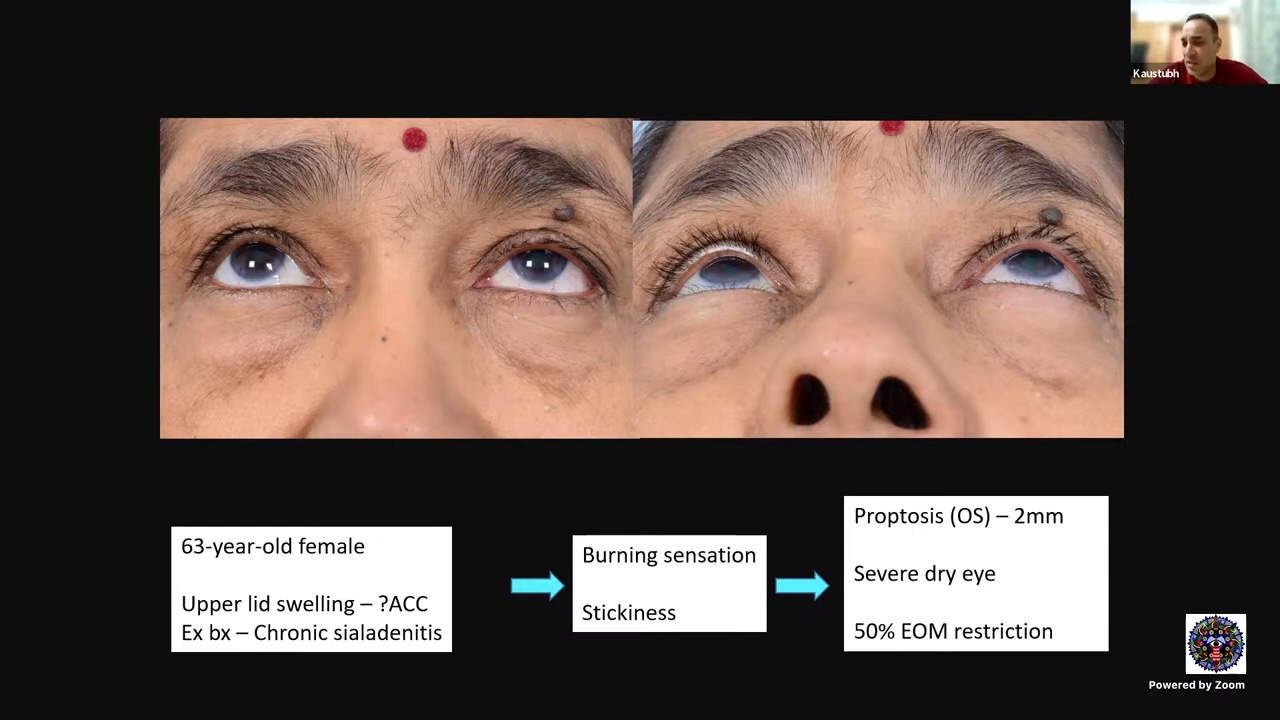 Kaustubh
63-year-old female
Upper lid swelling – ?ACC
Ex bx – Chronic sialadenitis
Burning sensation
Stickiness
Proptosis (OS) – 2mm
Severe dry eye
50% EOM restriction
Powered by Zoom